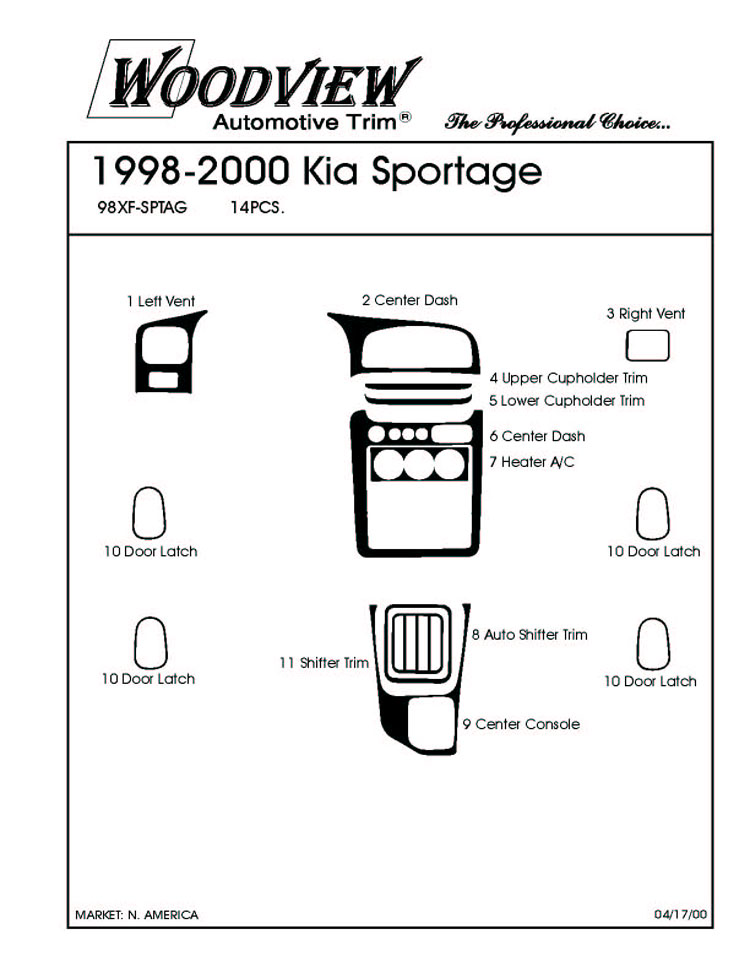 WOODVIEW
Automotive Trim®
The Professional Choice...
1998-2000 Kia Sportage
98XF-SPTAG 14PCS.
1 Left Vent
2 Center Dash
3 Right Vent
4 Upper Cupholder Trim
5 Lower Cupholder Trim
6 Center Dash
7 Heater A/C
10 Door Latch
10 Door Latch
8 Auto Shifter Trim
11 Shifter Trim
10 Door Latch
10 Door Latch
9 Center Console
MARKET: N. AMERICA
04/17/00